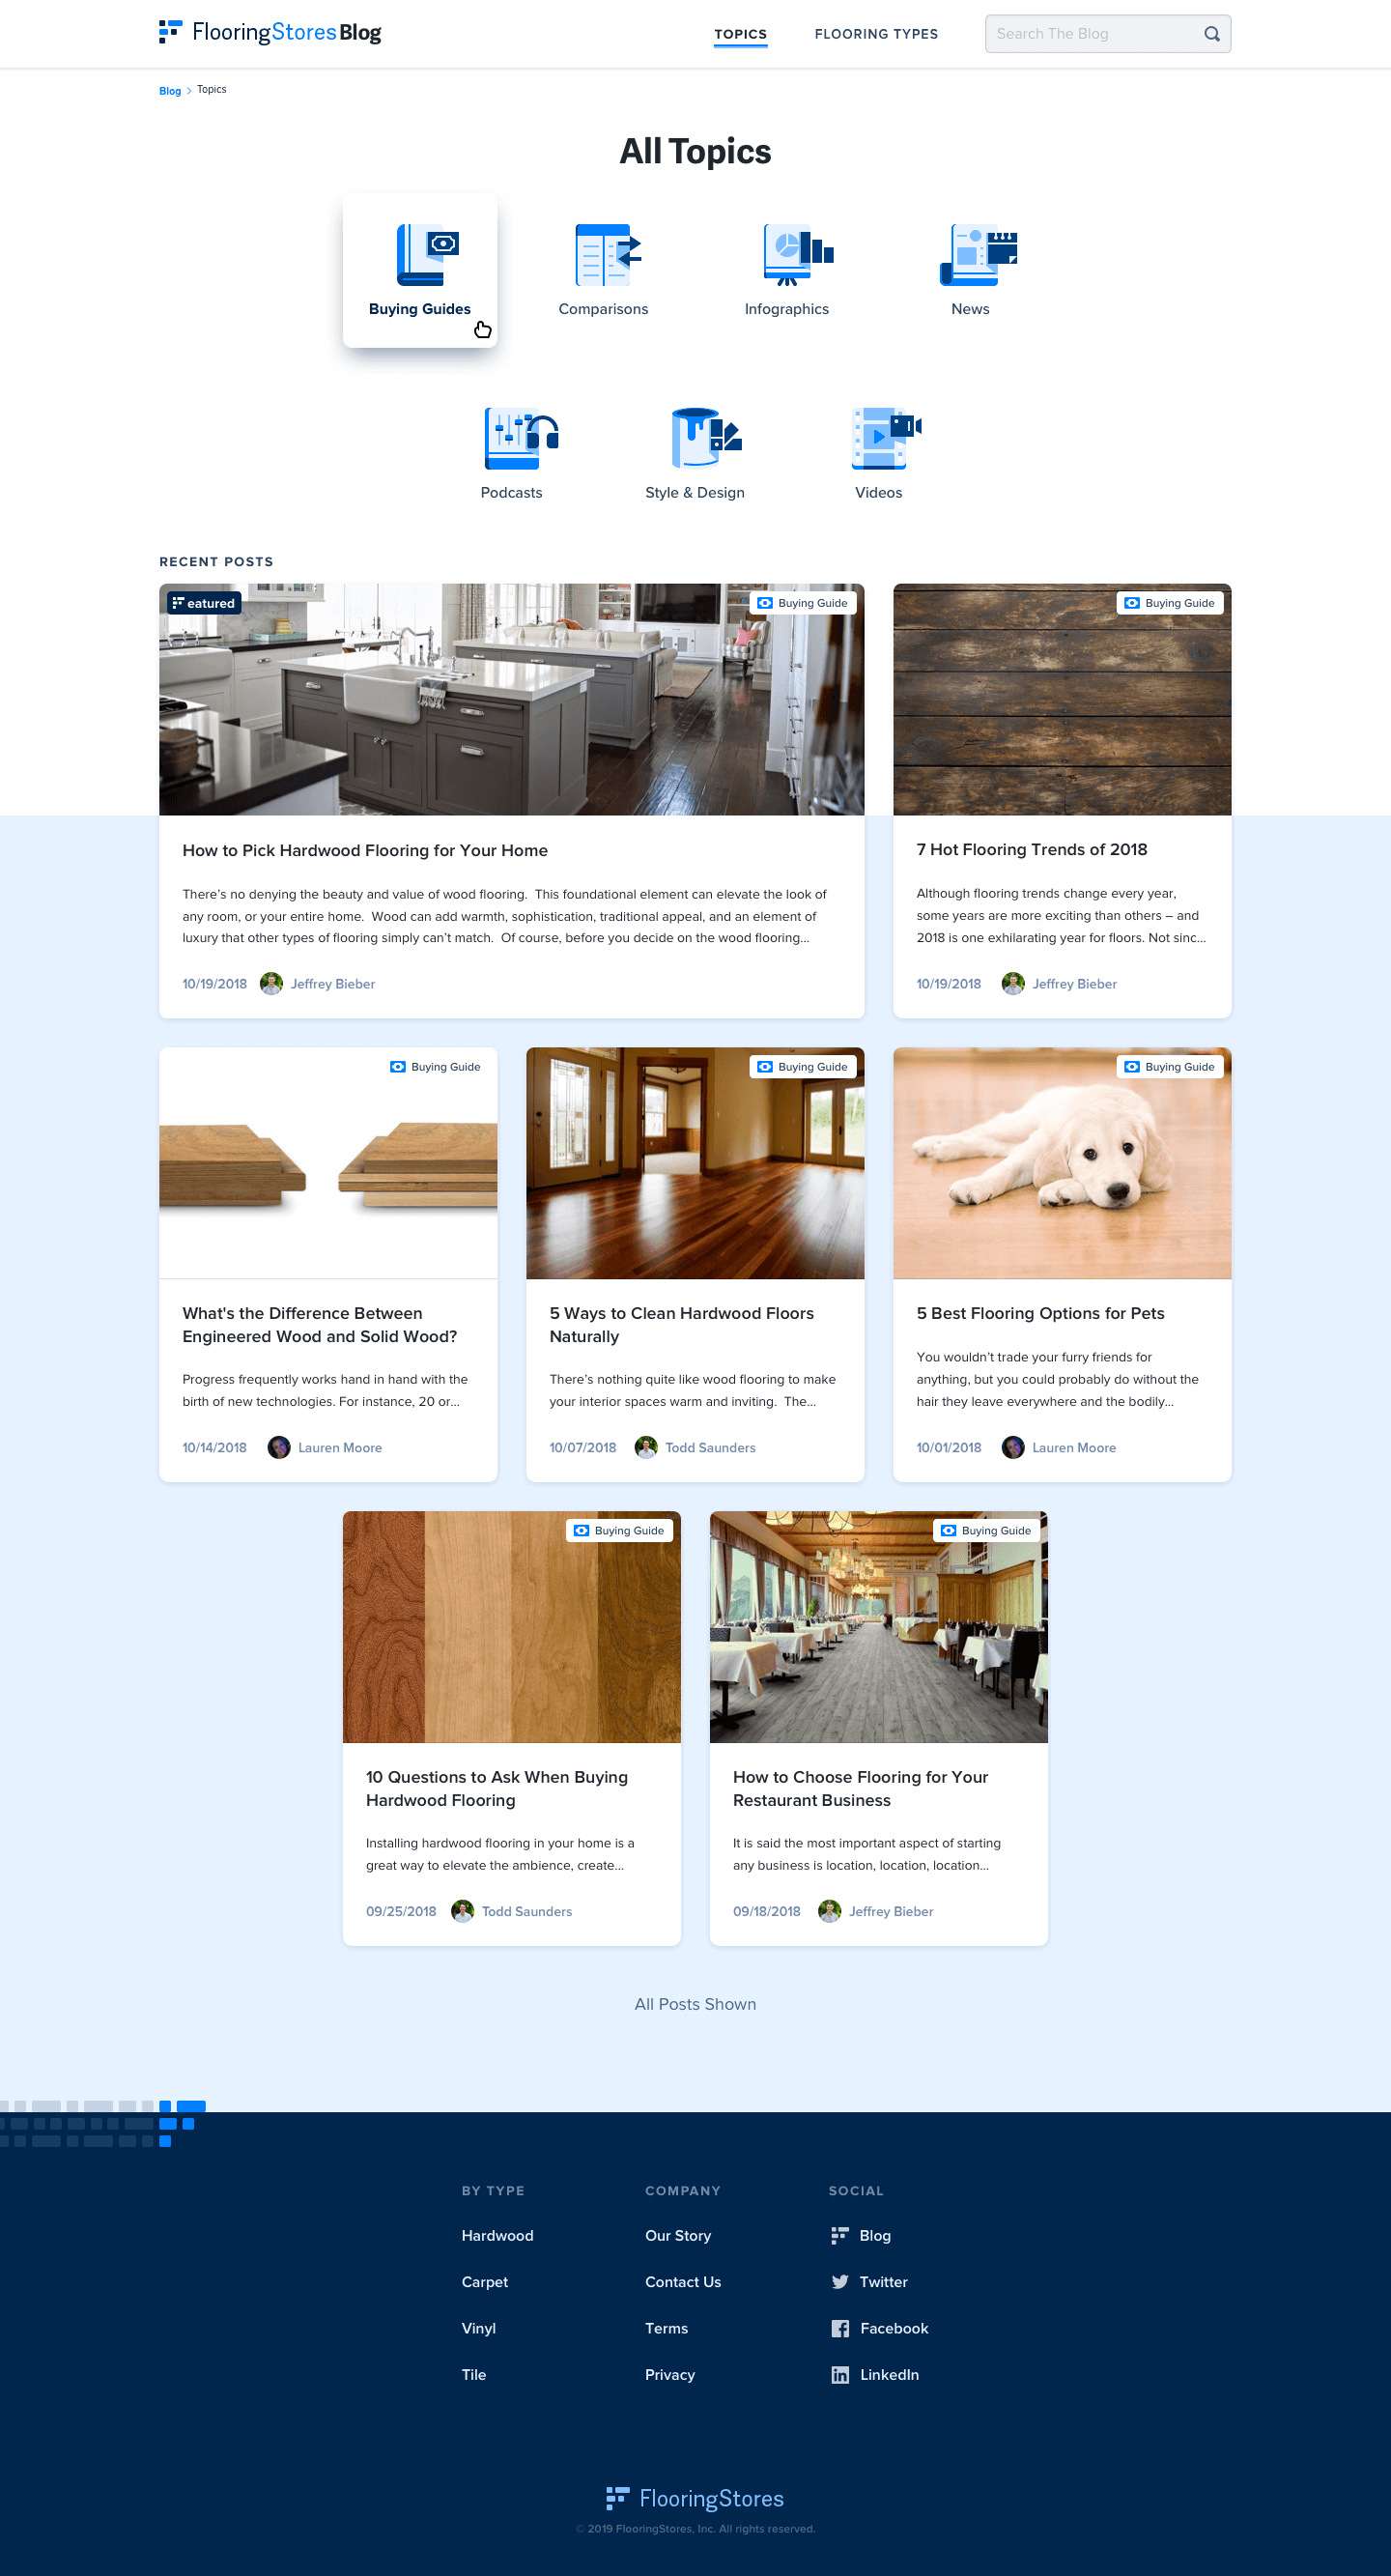 FlooringStores Blog
TOPICS
FLOORING TYPES
Search The Blog
Blog > Topics
All Topics
Buying Guides
Comparisons
Infographics
News
Podcasts
Style & Design
Videos
RECENT POSTS
eatured
Buying Guide
How to Pick Hardwood Flooring for Your Home
There’s no denying the beauty and value of wood flooring.  This foundational element can elevate the look of
any room, or your entire home.  Wood can add warmth, sophistication, traditional appeal, and an element of
luxury that other types of flooring simply can’t match.  Of course, before you decide on the wood flooring...
10/19/2018 Jeffrey Bieber
Buying Guide
7 Hot Flooring Trends of 2018
Although flooring trends change every year,
some years are more exciting than others – and
2018 is one exhilarating year for floors. Not sinc...
10/19/2018 Jeffrey Bieber
Buying Guide
What's the Difference Between
Engineered Wood and Solid Wood?
Progress frequently works hand in hand with the
birth of new technologies. For instance, 20 or...
10/14/2018 Lauren Moore
Buying Guide
5 Ways to Clean Hardwood Floors
Naturally
There’s nothing quite like wood flooring to make
your interior spaces warm and inviting.  The...
10/07/2018 Todd Saunders
Buying Guide
5 Best Flooring Options for Pets
You wouldn’t trade your furry friends for
anything, but you could probably do without the
hair they leave everywhere and the bodily...
10/01/2018 Lauren Moore
Buying Guide
10 Questions to Ask When Buying
Hardwood Flooring
Installing hardwood flooring in your home is a
great way to elevate the ambience, create...
09/25/2018 Todd Saunders
Buying Guide
How to Choose Flooring for Your
Restaurant Business
It is said the most important aspect of starting
any business is location, location, location...
09/18/2018 Jeffrey Bieber
All Posts Shown
BY TYPE
Hardwood
Carpet
Vinyl
Tile
COMPANY
Our Story
Contact Us
Terms
Privacy
SOCIAL
Blog
Twitter
Facebook
LinkedIn
FlooringStores
© 2019 FlooringStores, Inc. All rights reserved.